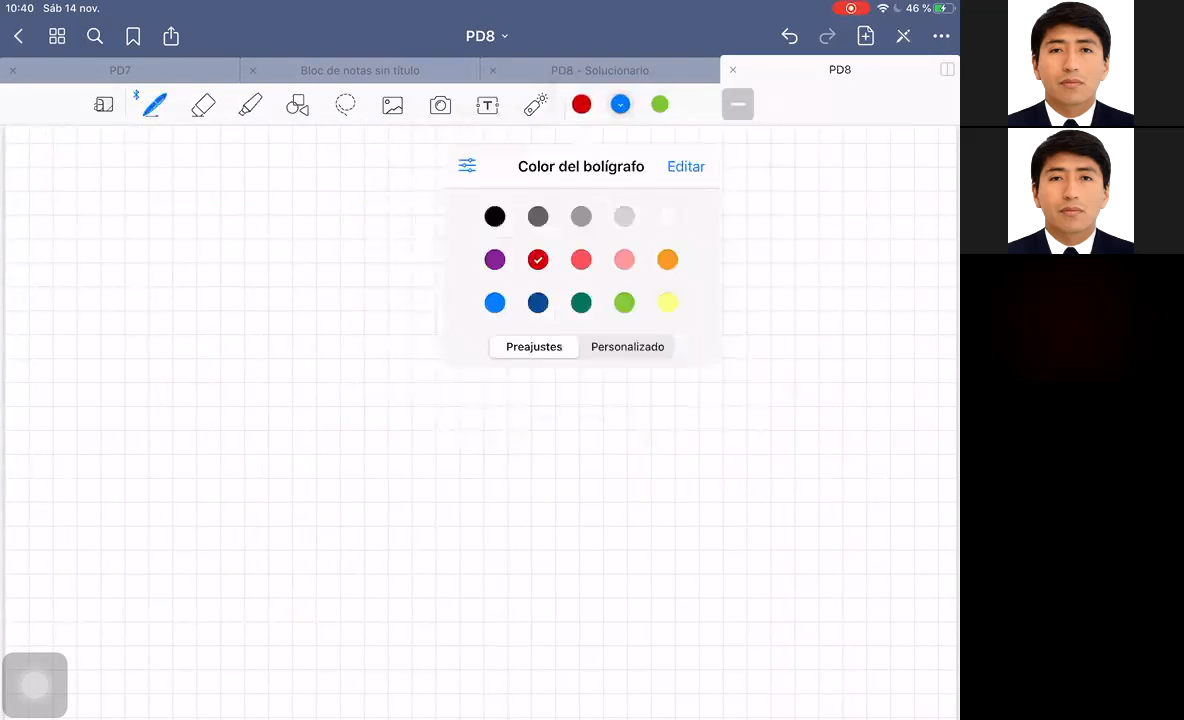 10:40 Sáb 14 nov. 46 %
PD8
PD7 Bloc de notas sin título PD8 - Solucionario PD8
T
Color del bolígrafo Editar
Preajustes Personalizado